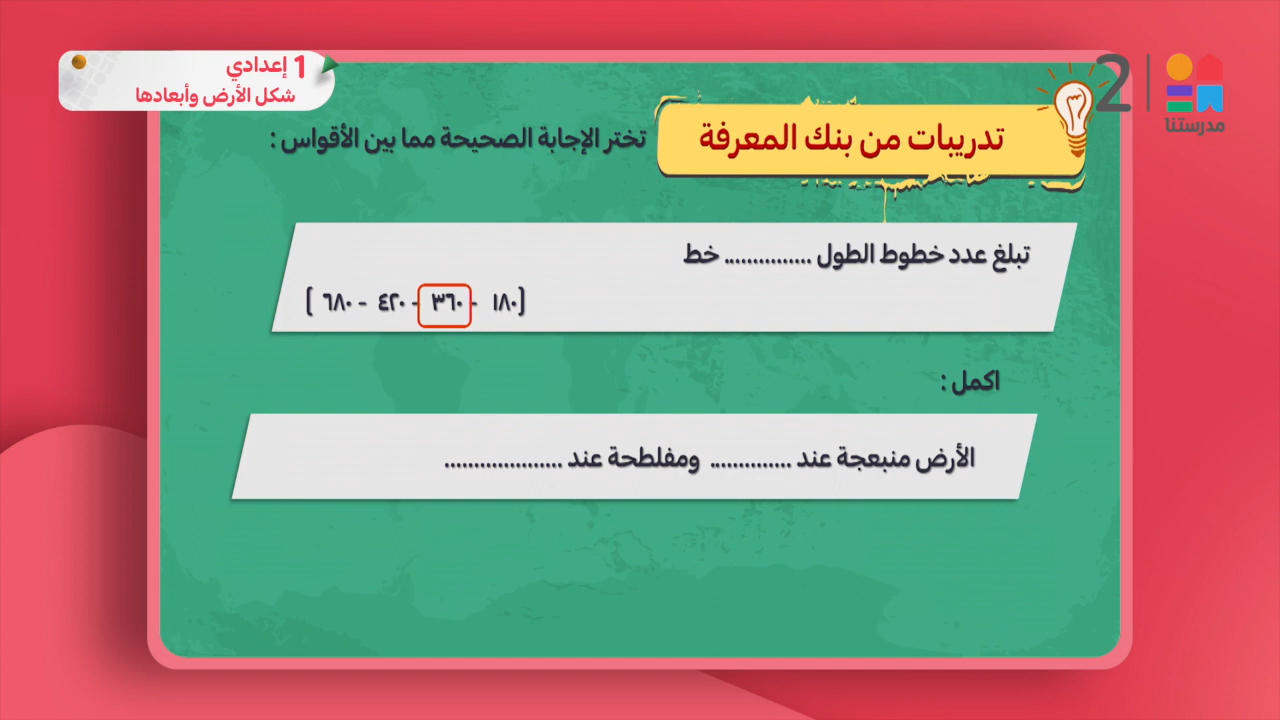 1 إعدادي
شكل الأرض وأبعادها
2
مدرستنا
تدريبات من بنك المعرفة
تختر الإجابة الصحيحة مما بين الأقواس :
تبلغ عدد خطوط الطول ............... خط
[١٨٠ - ٣٦٠ - ٤٢٠ - ٦٨٠ ]
اكمل :
الأرض منبعجة عند .............. ومفلطحة عند ....................